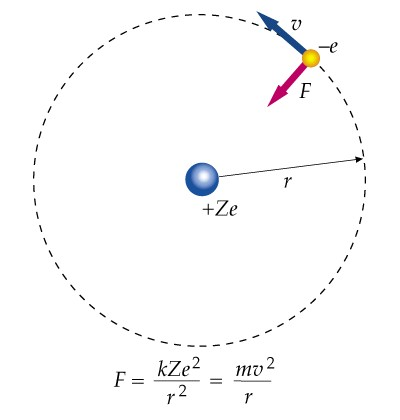 v
–e
F
r
+Ze
F = kZe²/r² = mv²/r